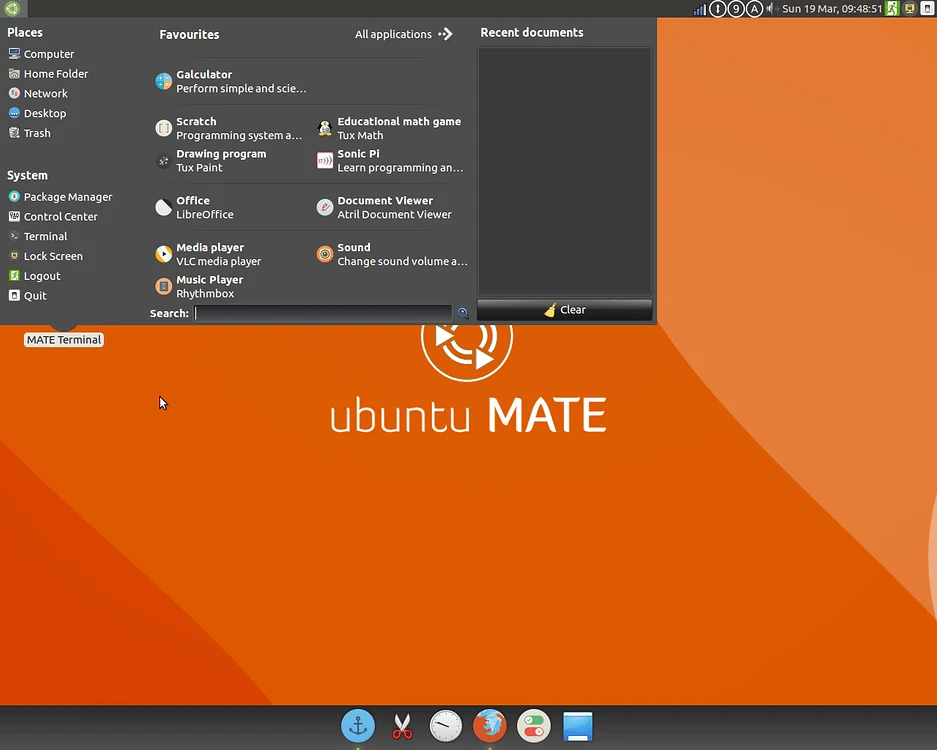 1 9 A Sun 19 Mar, 09:48:51
Places
Computer
Home Folder
Network
Desktop
Trash
System
Package Manager
Control Center
Terminal
Lock Screen
Logout
Quit
Favourites
All applications
Galculator
Perform simple and scie...
Scratch
Programming system a...
Educational math game
Tux Math
Drawing program
Tux Paint
Sonic Pi
Learn programming an...
Office
LibreOffice
Document Viewer
Atril Document Viewer
Media player
VLC media player
Sound
Change sound volume a...
Music Player
Rhythmbox
Search:
Recent documents
Clear
MATE Terminal
ubuntu MATE